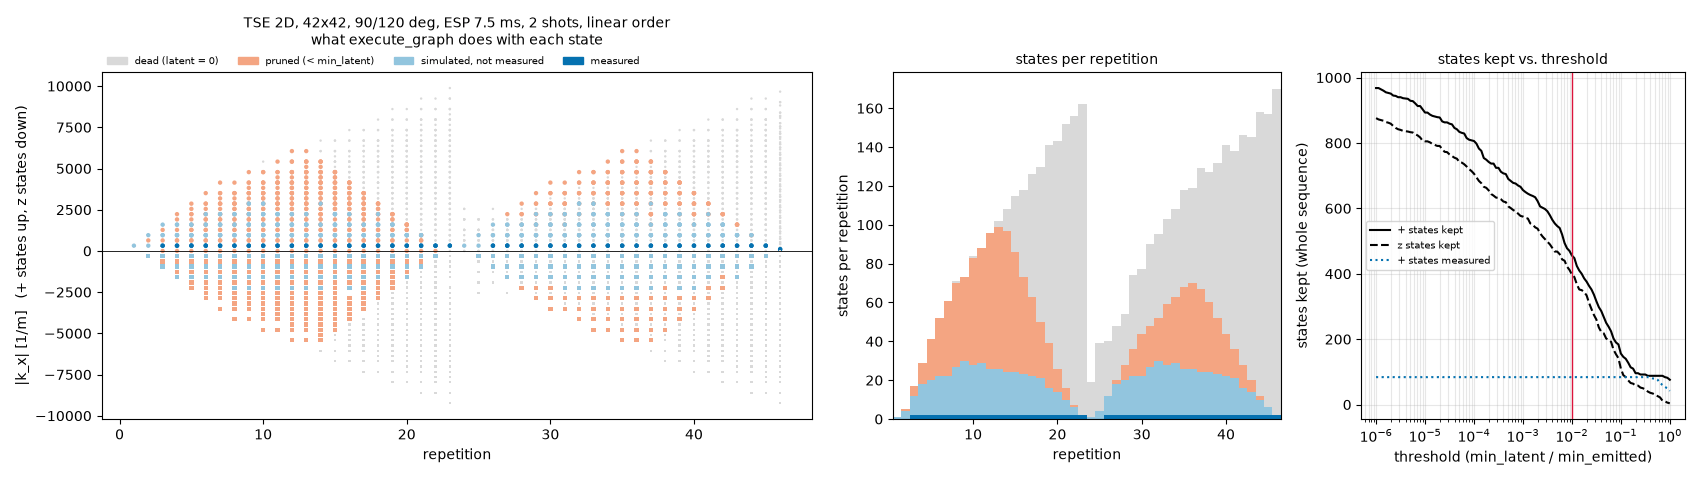 TSE 2D, 42x42, 90/120 deg, ESP 7.5 ms, 2 shots, linear order
what execute_graph does with each state
dead (latent = 0)
pruned (< min_latent)
simulated, not measured
measured
|k_x| [1/m]   (+ states up, z states down)
10000
7500
5000
2500
0
−2500
−5000
−7500
−10000
0
10
20
30
40
repetition
states per repetition
states per repetition
160
140
120
100
80
60
40
20
0
10
20
30
40
repetition
states kept vs. threshold
states kept (whole sequence)
1000
800
600
400
200
0
+ states kept
z states kept
+ states measured
10⁻⁶
10⁻⁵
10⁻⁴
10⁻³
10⁻²
10⁻¹
10⁰
threshold (min_latent / min_emitted)